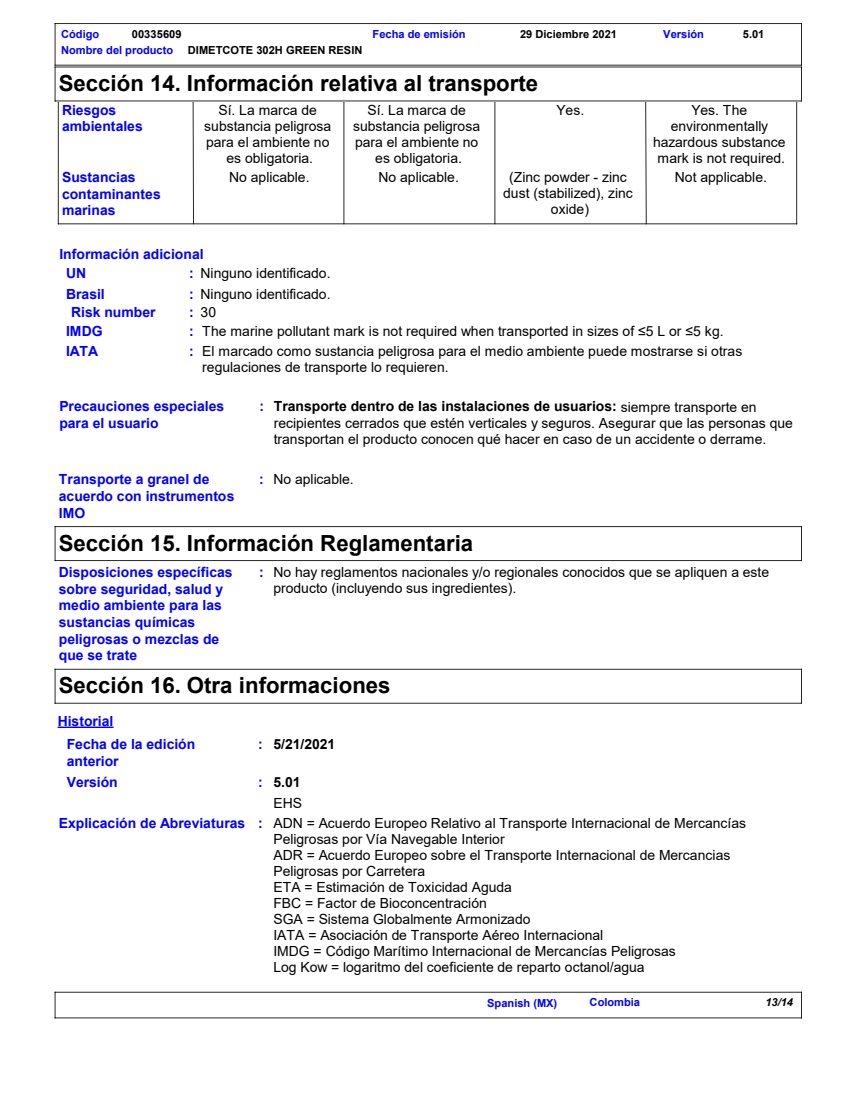 Código 00335609 Fecha de emisión 29 Diciembre 2021 Versión 5.01
Nombre del producto DIMETCOTE 302H GREEN RESIN
Sección 14. Información relativa al transporte
Riesgos ambientales
Sí. La marca de
substancia peligrosa
para el ambiente no
es obligatoria.
Sí. La marca de
substancia peligrosa
para el ambiente no
es obligatoria.
Yes.
Yes. The
environmentally
hazardous substance
mark is not required.
Sustancias
contaminantes
marinas
No aplicable.
No aplicable.
(Zinc powder - zinc
dust (stabilized), zinc
oxide)
Not applicable.
Información adicional
UN : Ninguno identificado.
Brasil : Ninguno identificado.
Risk number : 30
IMDG : The marine pollutant mark is not required when transported in sizes of ≤5 L or ≤5 kg.
IATA : El marcado como sustancia peligrosa para el medio ambiente puede mostrarse si otras
regulaciones de transporte lo requieren.
Precauciones especiales
para el usuario
: Transporte dentro de las instalaciones de usuarios: siempre transporte en
recipientes cerrados que estén verticales y seguros. Asegurar que las personas que
transportan el producto conocen qué hacer en caso de un accidente o derrame.
Transporte a granel de
acuerdo con instrumentos
IMO
: No aplicable.
Sección 15. Información Reglamentaria
Disposiciones específicas
sobre seguridad, salud y
medio ambiente para las
sustancias químicas
peligrosas o mezclas de
que se trate
: No hay reglamentos nacionales y/o regionales conocidos que se apliquen a este
producto (incluyendo sus ingredientes).
Sección 16. Otra informaciones
Historial
Fecha de la edición
anterior
: 5/21/2021
Versión : 5.01
EHS
Explicación de Abreviaturas : ADN = Acuerdo Europeo Relativo al Transporte Internacional de Mercancías
Peligrosas por Vía Navegable Interior
ADR = Acuerdo Europeo sobre el Transporte Internacional de Mercancias
Peligrosas por Carretera
ETA = Estimación de Toxicidad Aguda
FBC = Factor de Bioconcentración
SGA = Sistema Globalmente Armonizado
IATA = Asociación de Transporte Aéreo Internacional
IMDG = Código Marítimo Internacional de Mercancías Peligrosas
Log Kow = logaritmo del coeficiente de reparto octanol/agua
Spanish (MX) Colombia 13/14